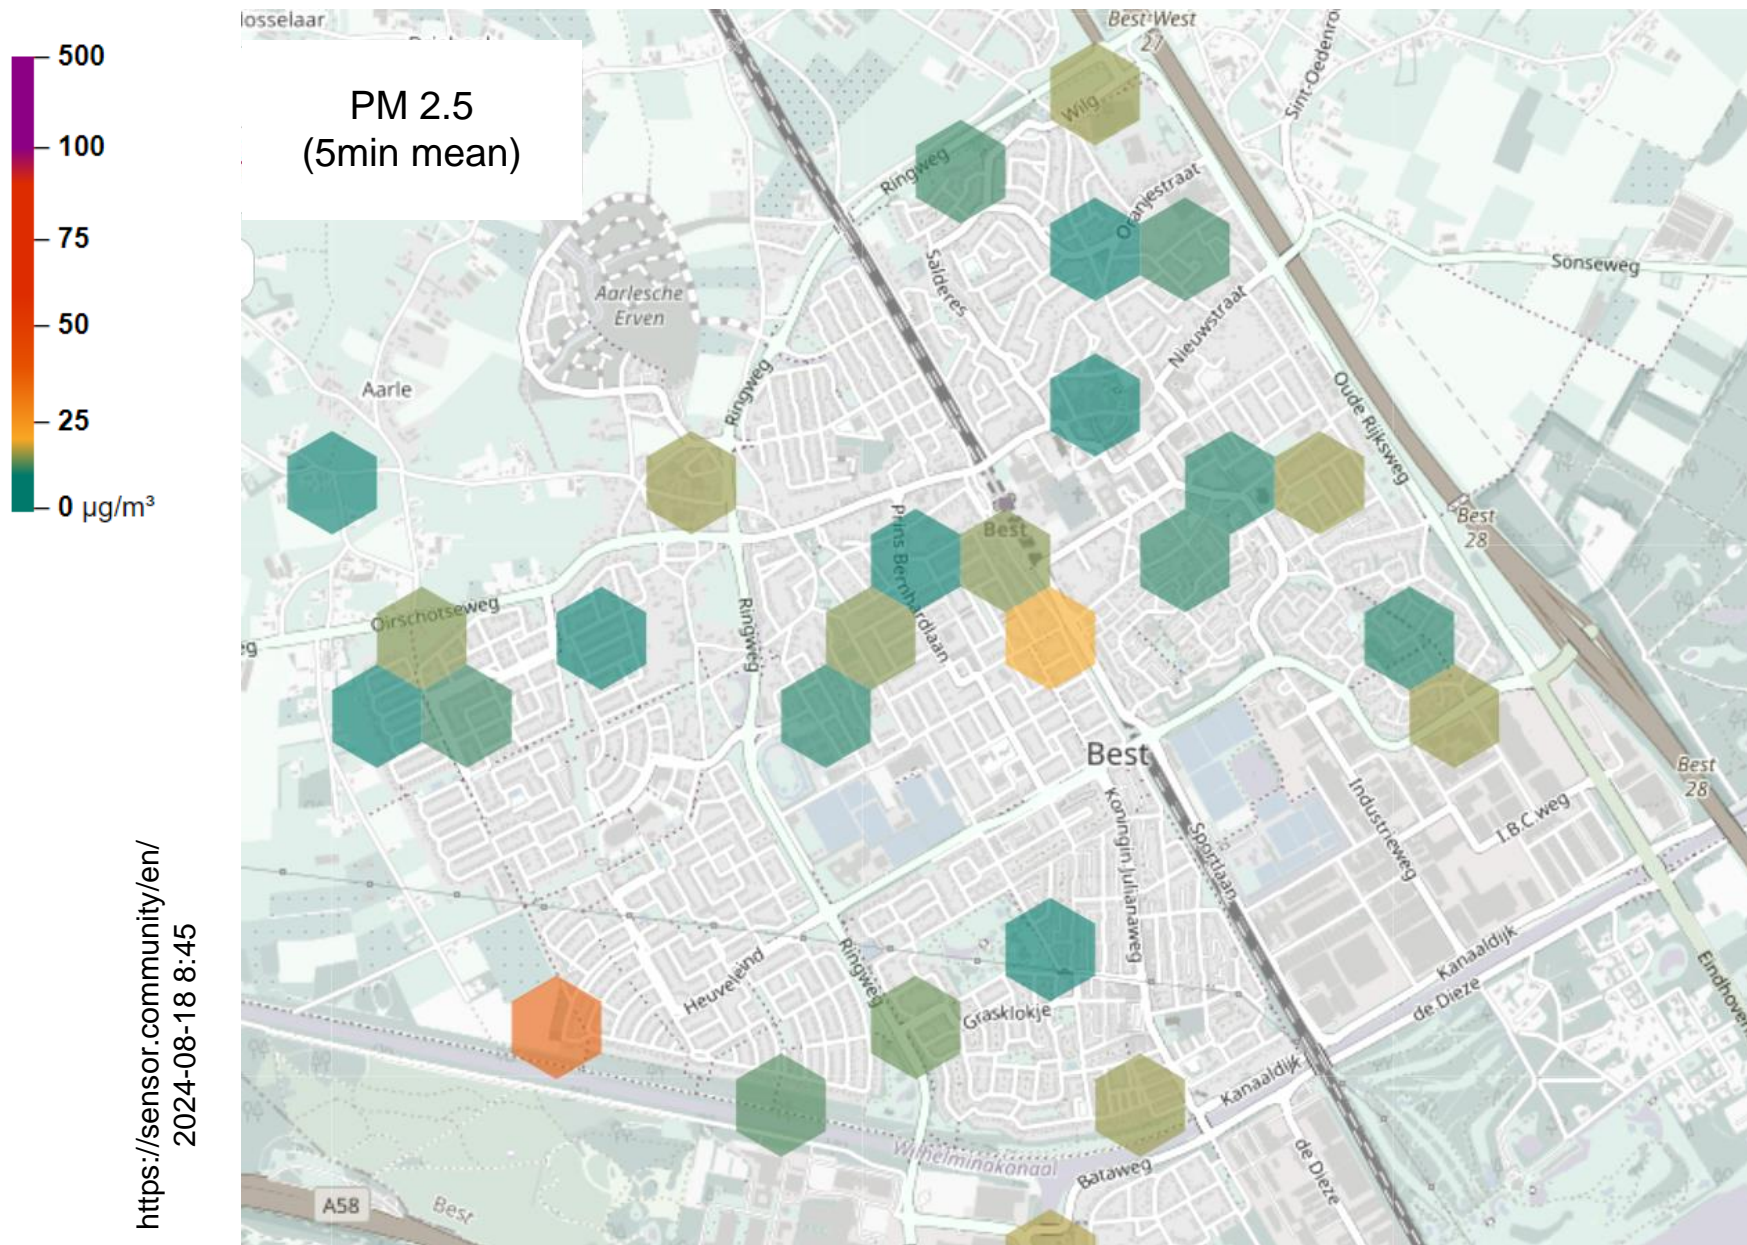 500
100
75
50
25
0 µg/m³
PM 2.5
(5min mean)
https://sensor.community/en/
2024-08-18 8:45
Best-West
27
Wilg
Sint-Oedenro
Ringweg
Oranjestraat
Salderes
Sonseweg
Aarlesche
Erven
Nieuwstraat
Aarle
Ringweg
Oude Rijksweg
Best
Best
28
Prins Bernhardlaan
Oirschotseweg
Ringweg
Best
Best
28
Koningin Julianaweg
Sportlaan
Industrieweg
I.B.C.weg
Heuveleind
Ringweg
Grasklokje
Kanaaldijk
de Dieze
Eindhoven
Kanaaldijk
Wilhelminakanaal
Bataweg
de Dieze
A58
Best